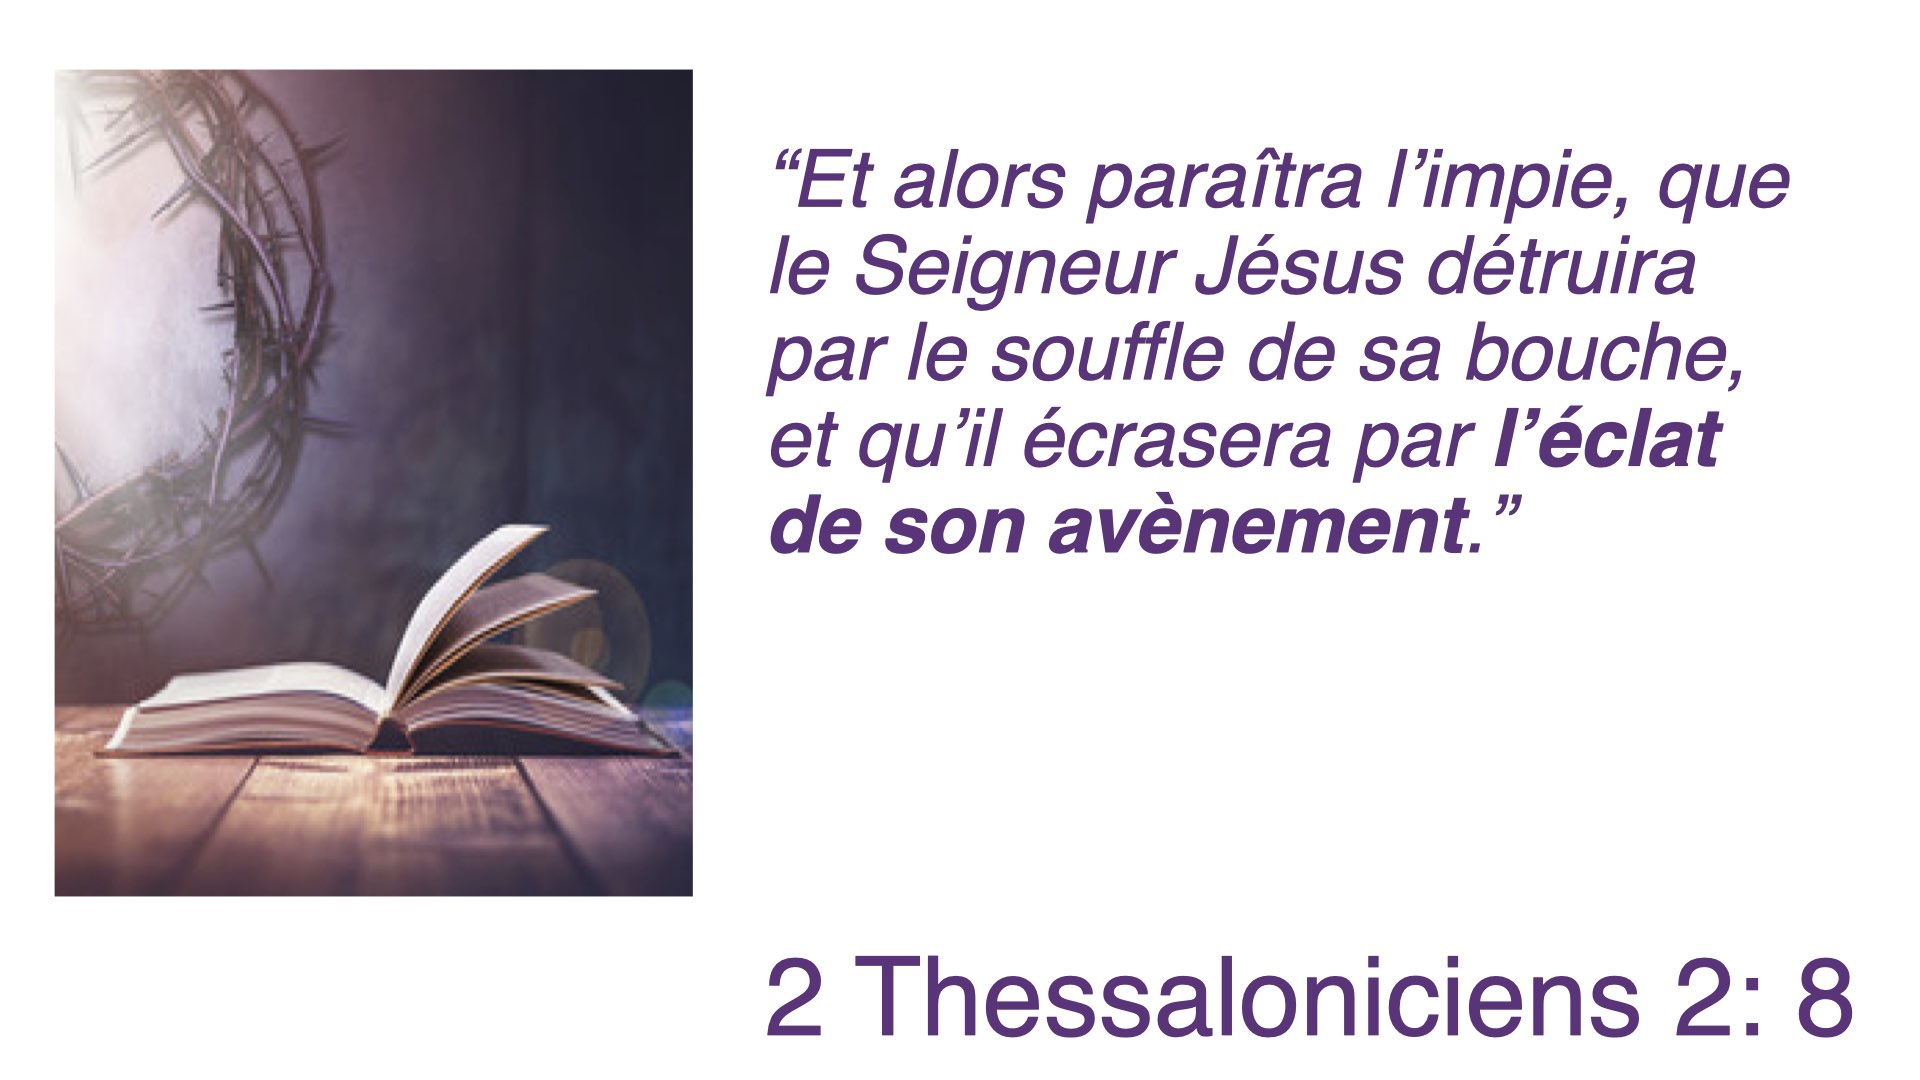 “Et alors paraîtra l’impie, que
le Seigneur Jésus détruira
par le souffle de sa bouche,
et qu’il écrasera par l’éclat
de son avènement.”
2 Thessaloniciens 2: 8